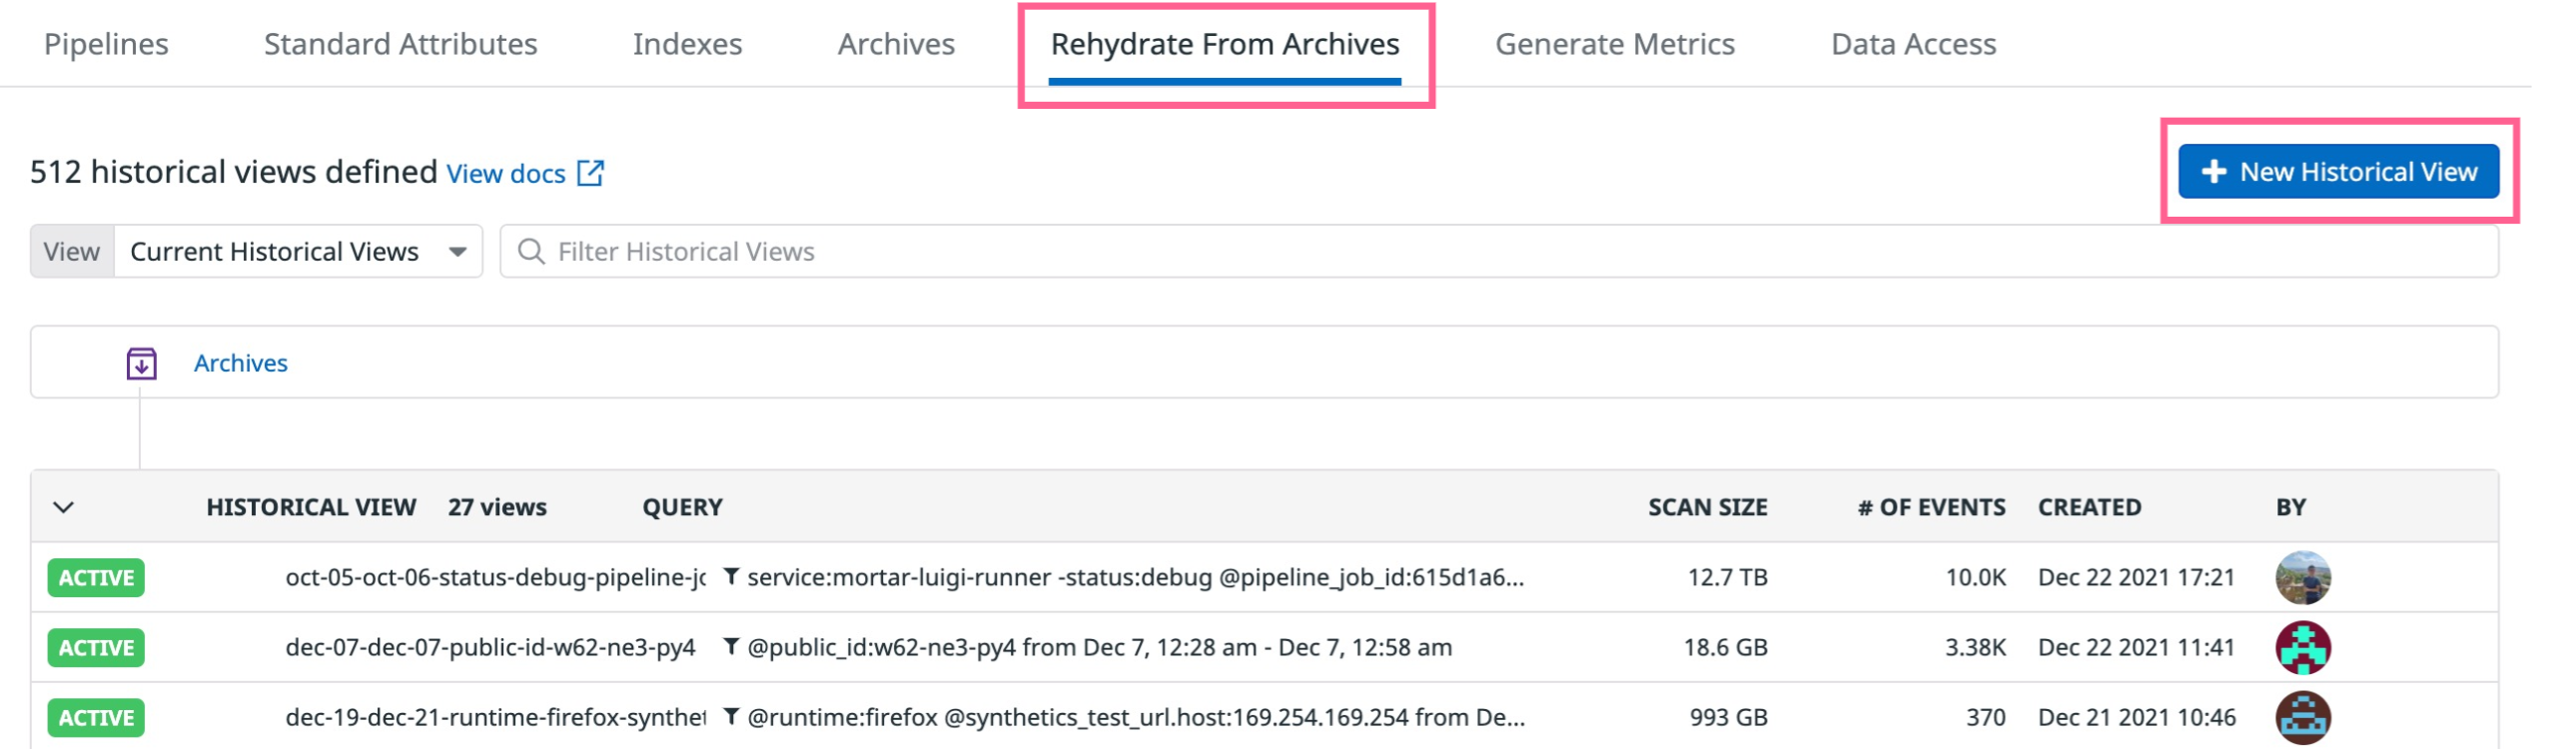 Pipelines Standard Attributes Indexes Archives Rehydrate From Archives Generate Metrics Data Access
512 historical views defined View docs New Historical View
View Current Historical Views Filter Historical Views
Archives
HISTORICAL VIEW 27 views QUERY SCAN SIZE # OF EVENTS CREATED BY
ACTIVE oct-05-oct-06-status-debug-pipeline-jc service:mortar-luigi-runner -status:debug @pipeline_job_id:615d1a6... 12.7 TB 10.0K Dec 22 2021 17:21
ACTIVE dec-07-dec-07-public-id-w62-ne3-py4 @public_id:w62-ne3-py4 from Dec 7, 12:28 am - Dec 7, 12:58 am 18.6 GB 3.38K Dec 22 2021 11:41
ACTIVE dec-19-dec-21-runtime-firefox-synthet @runtime:firefox @synthetics_test_url.host:169.254.169.254 from De... 993 GB 370 Dec 21 2021 10:46